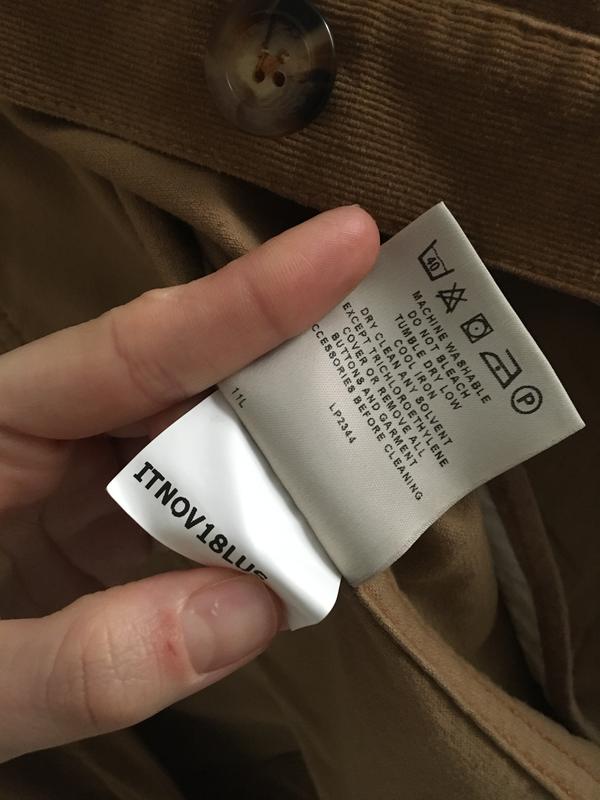 40
P
MACHINE WASHABLE
DO NOT BLEACH
TUMBLE DRY LOW
COOL IRON
DRY CLEAN ANY SOLVENT
EXCEPT TRICHLOROETHYLENE
COVER OR REMOVE ALL
BUTTONS AND GARMENT
CCESSORIES BEFORE CLEANING
LP2344
11L
ITNOV18LUS